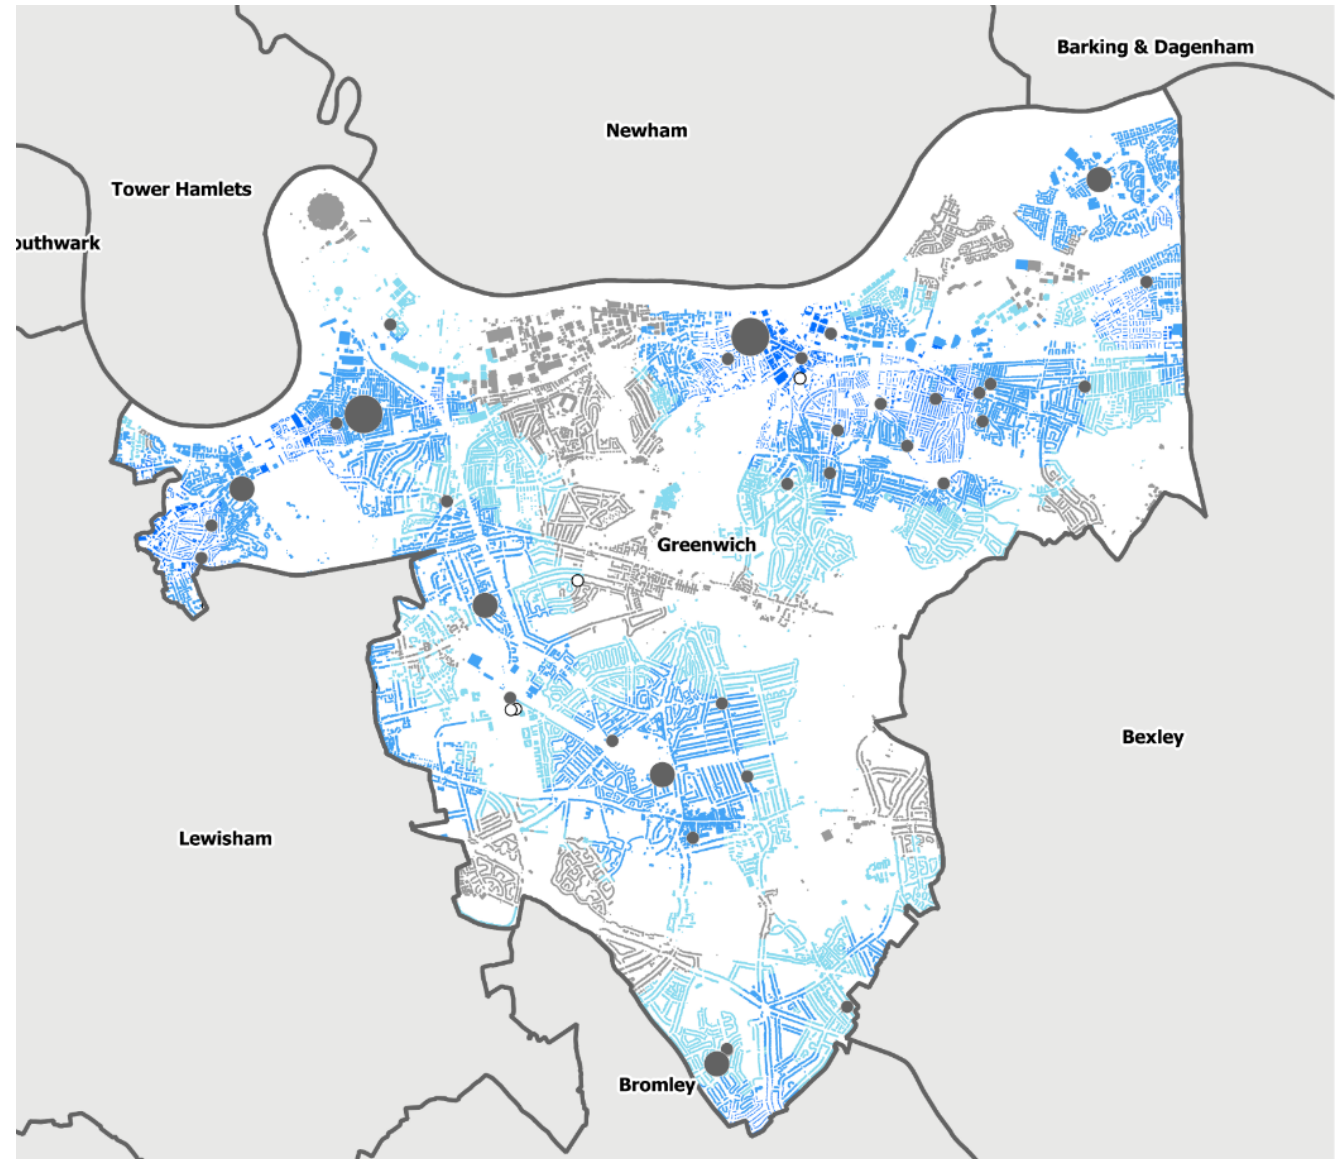 Barking & Dagenham
Newham
Tower Hamlets
outhwark
Greenwich
Bexley
Lewisham
Bromley